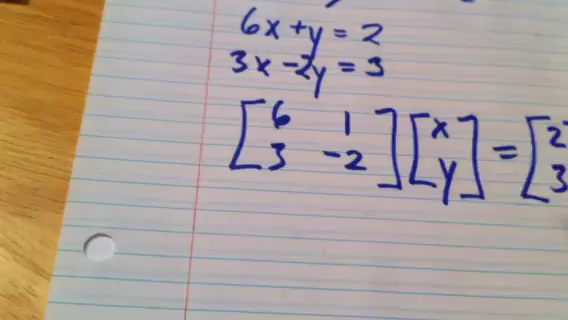 6x + y = 2
3x - 2y = 3
[6 1] [x] = [2
[3 -2] [y] [3